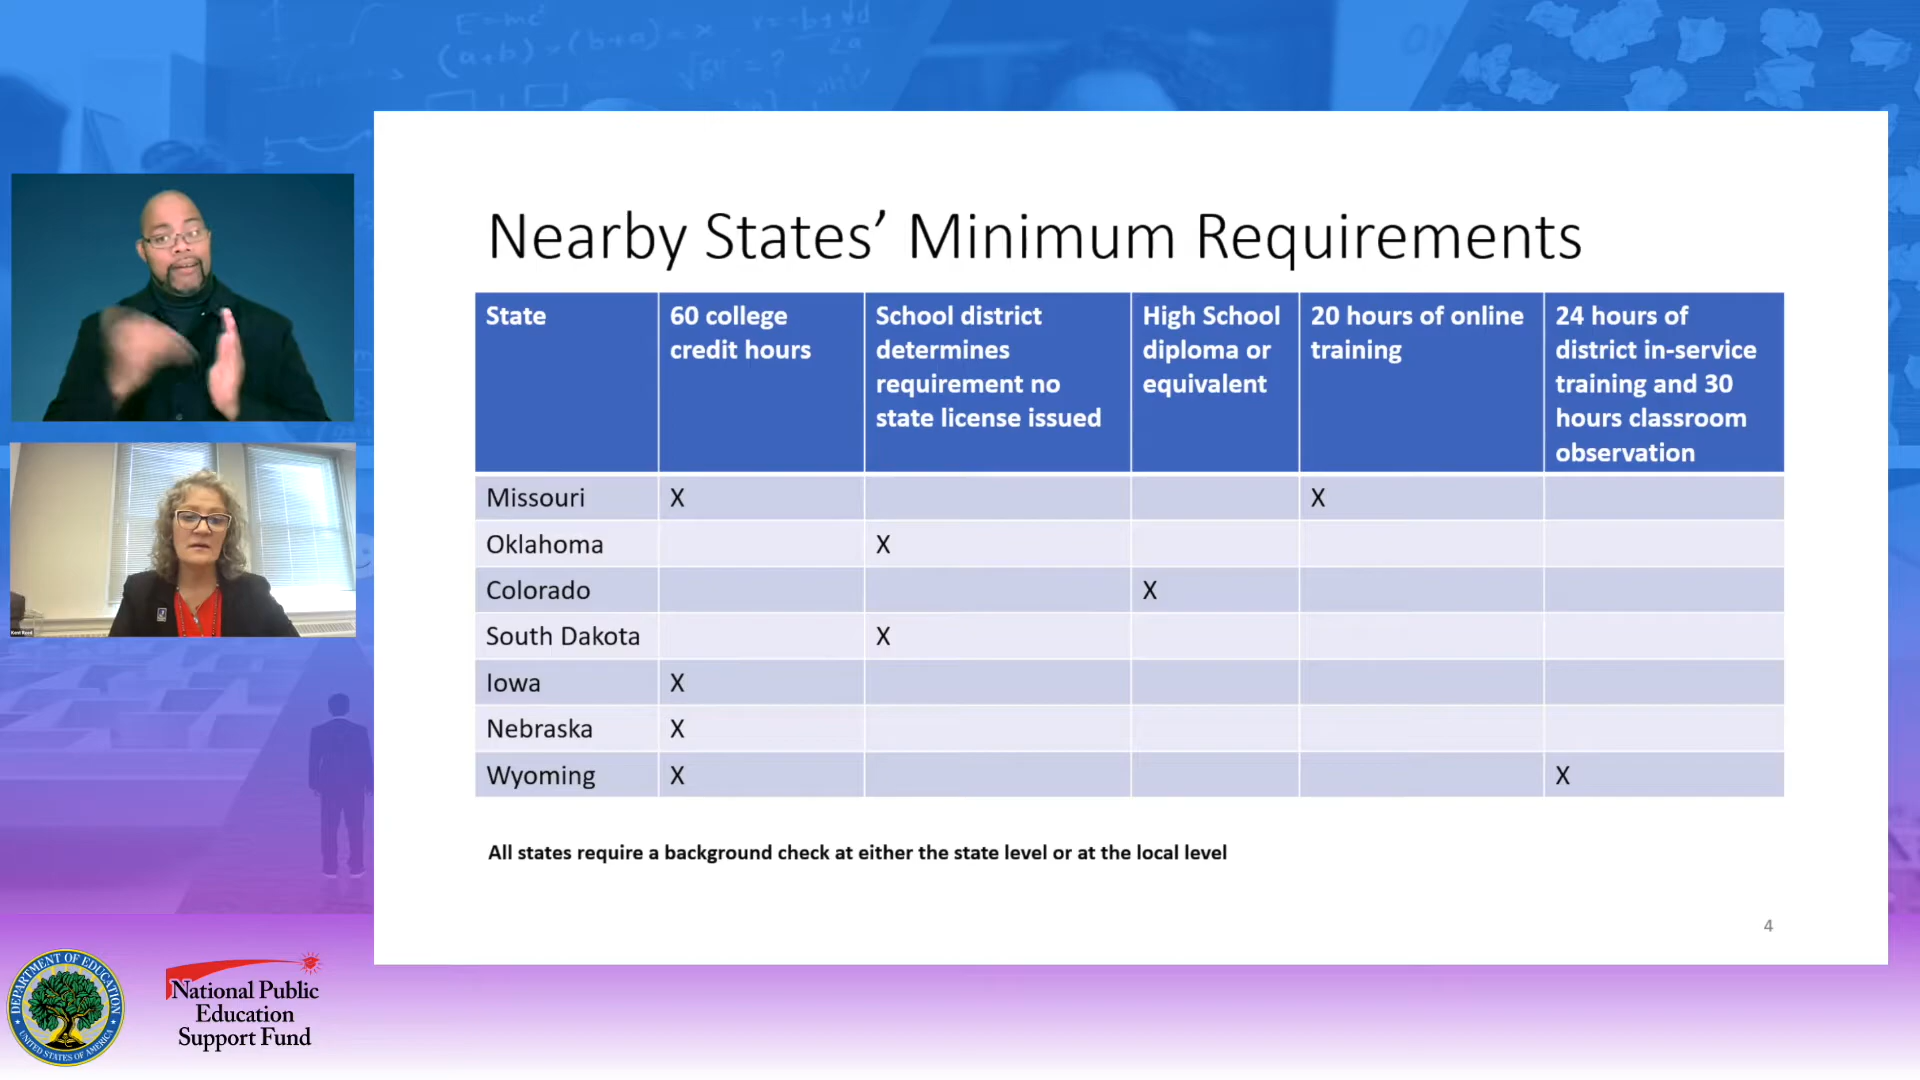 E=mc²
Nearby States’ Minimum Requirements
State
60 college
credit hours
School district
determines
requirement no
state license issued
High School
diploma or
equivalent
20 hours of online
training
24 hours of
district in-service
training and 30
hours classroom
observation
Missouri X X
Oklahoma X
Colorado X
South Dakota X
Iowa X
Nebraska X
Wyoming X X
All states require a background check at either the state level or at the local level
4
DEPARTMENT OF EDUCATION
UNITED STATES OF AMERICA
National Public
Education
Support Fund